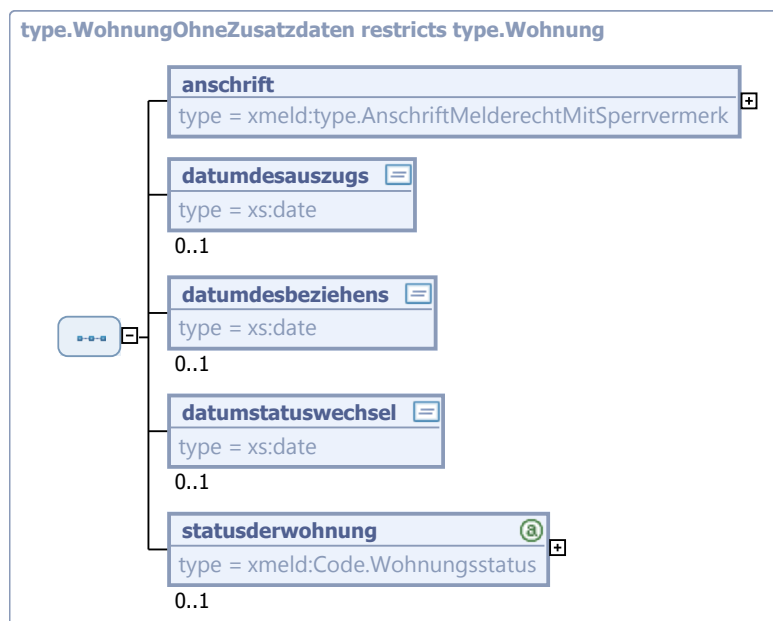 type.WohnungOhneZusatzdaten restricts type.Wohnung
anschrift
type = xmeld:type.AnschriftMelderechtMitSperrvermerk
datumdesauszugs
type = xs:date
0..1
datumdesbeziehens
type = xs:date
0..1
datumstatuswechsel
type = xs:date
0..1
statusderwohnung
type = xmeld:Code.Wohnungsstatus
0..1